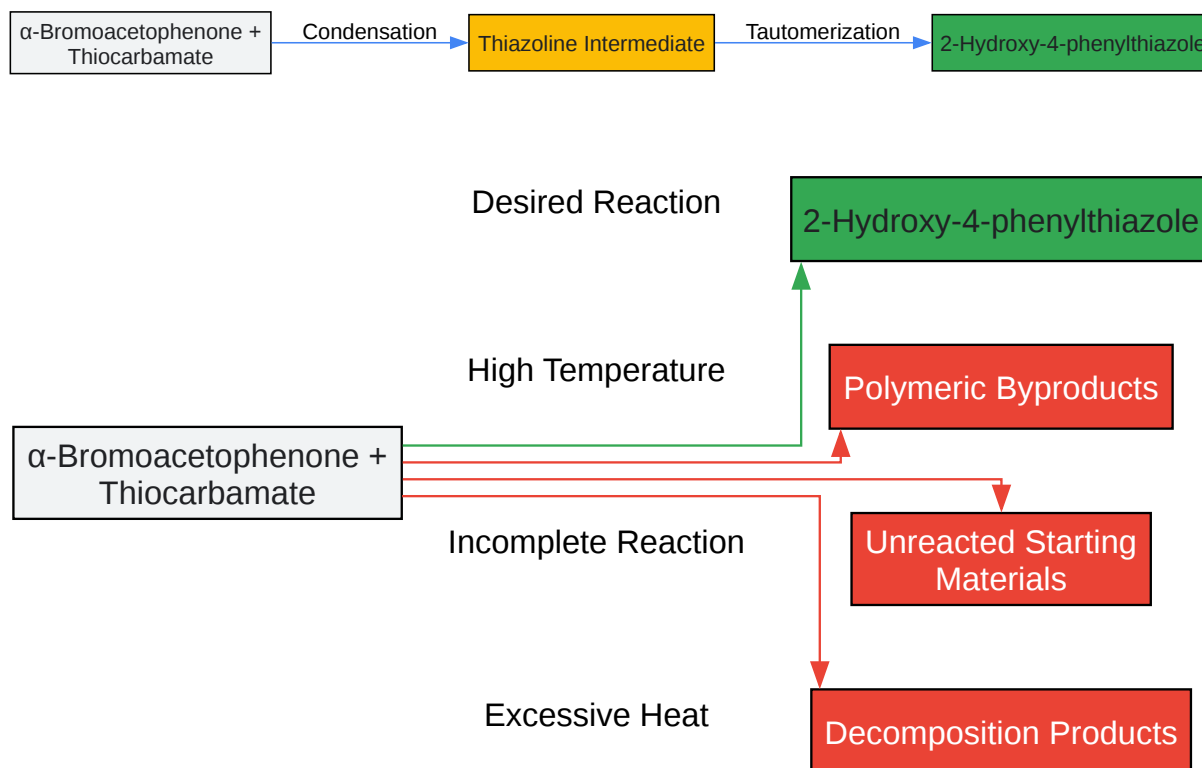 α-Bromoacetophenone +
Thiocarbamate
Condensation
Thiazoline Intermediate
Tautomerization
2-Hydroxy-4-phenylthiazole
Desired Reaction
2-Hydroxy-4-phenylthiazole
High Temperature
Polymeric Byproducts
α-Bromoacetophenone +
Thiocarbamate
Incomplete Reaction
Unreacted Starting
Materials
Excessive Heat
Decomposition Products